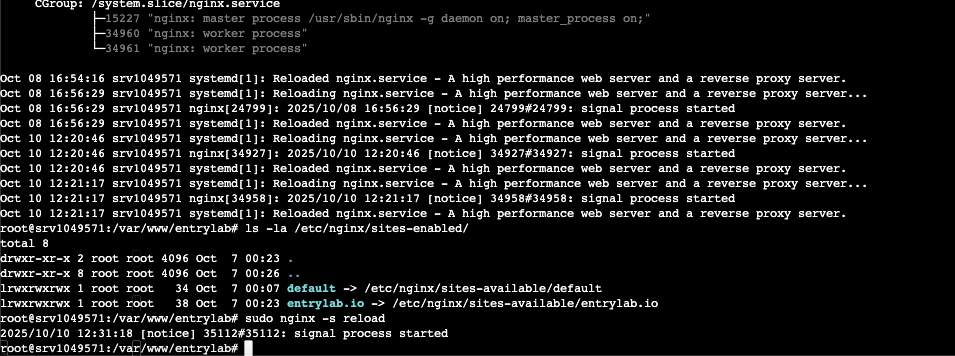 CGroup: /system.slice/nginx.service
├─15227 "nginx: master process /usr/sbin/nginx -g daemon on; master_process on;"
├─34960 "nginx: worker process"
└─34961 "nginx: worker process"
Oct 08 16:54:16 srv1049571 systemd[1]: Reloaded nginx.service - A high performance web server and a reverse proxy server.
Oct 08 16:56:29 srv1049571 systemd[1]: Reloading nginx.service - A high performance web server and a reverse proxy server...
Oct 08 16:56:29 srv1049571 nginx[24799]: 2025/10/08 16:56:29 [notice] 24799#24799: signal process started
Oct 08 16:56:29 srv1049571 systemd[1]: Reloaded nginx.service - A high performance web server and a reverse proxy server.
Oct 10 12:20:46 srv1049571 systemd[1]: Reloading nginx.service - A high performance web server and a reverse proxy server...
Oct 10 12:20:46 srv1049571 nginx[34927]: 2025/10/10 12:20:46 [notice] 34927#34927: signal process started
Oct 10 12:20:46 srv1049571 systemd[1]: Reloaded nginx.service - A high performance web server and a reverse proxy server.
Oct 10 12:21:17 srv1049571 systemd[1]: Reloading nginx.service - A high performance web server and a reverse proxy server...
Oct 10 12:21:17 srv1049571 nginx[34958]: 2025/10/10 12:21:17 [notice] 34958#34958: signal process started
Oct 10 12:21:17 srv1049571 systemd[1]: Reloaded nginx.service - A high performance web server and a reverse proxy server.
root@srv1049571:/var/www/entrylab# ls -la /etc/nginx/sites-enabled/
total 8
drwxr-xr-x 2 root root 4096 Oct  7 00:23 .
drwxr-xr-x 8 root root 4096 Oct  7 00:26 ..
lrwxrwxrwx 1 root root   34 Oct  7 00:07 default -> /etc/nginx/sites-available/default
lrwxrwxrwx 1 root root   38 Oct  7 00:23 entrylab.io -> /etc/nginx/sites-available/entrylab.io
root@srv1049571:/var/www/entrylab# sudo nginx -s reload
2025/10/10 12:31:18 [notice] 35112#35112: signal process started
root@srv1049571:/var/www/entrylab#